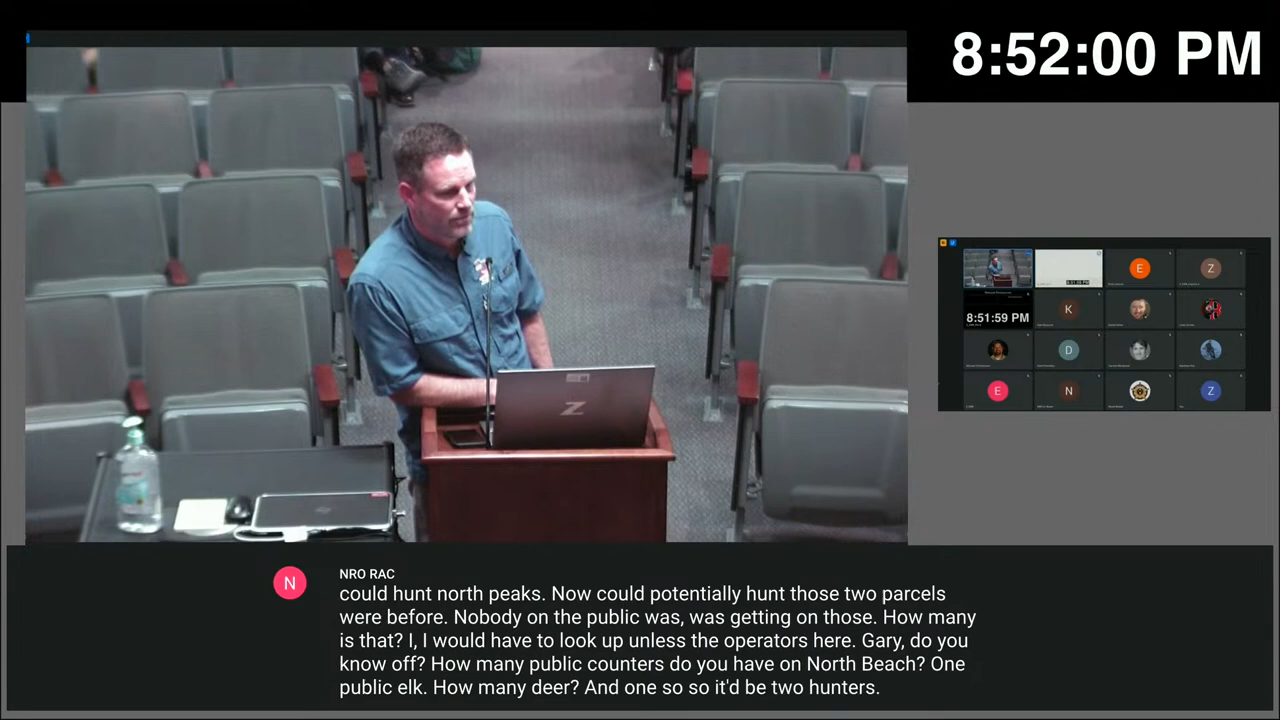 8:52:00 PM
E
Z
8:51:59 PM
K
D
E
N
Z
NRO RAC
N
could hunt north peaks. Now could potentially hunt those two parcels
were before. Nobody on the public was, was getting on those. How many
is that? I, I would have to look up unless the operators here. Gary, do you
know off? How many public counters do you have on North Beach? One
public elk. How many deer? And one so so it'd be two hunters.